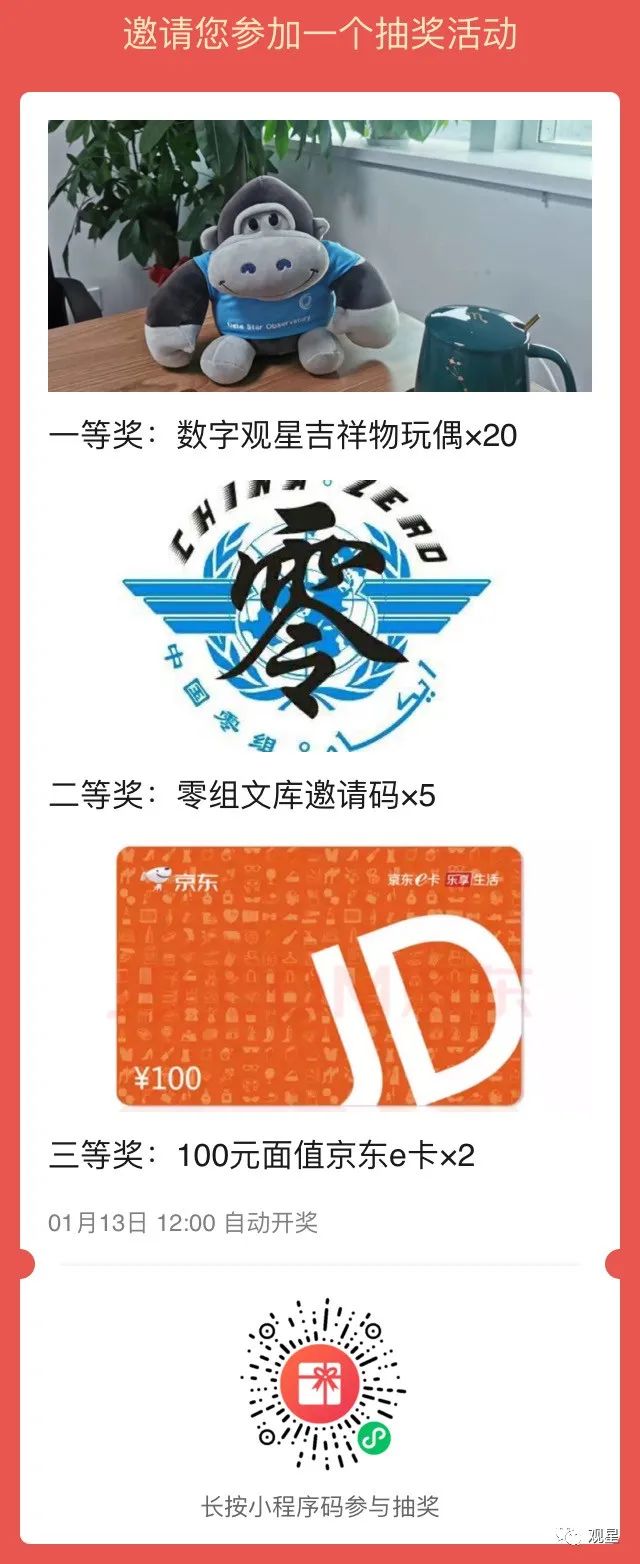 邀请您参加一个抽奖活动
Data Star Observatory
一等奖：数字观星吉祥物玩偶×20
CHINA ZERO
零
中国零组
二等奖：零组文库邀请码×5
京东
京东e卡 乐享生活
JD
¥100
三等奖：100元面值京东e卡×2
01月13日 12:00 自动开奖
长按小程序码参与抽奖
观星